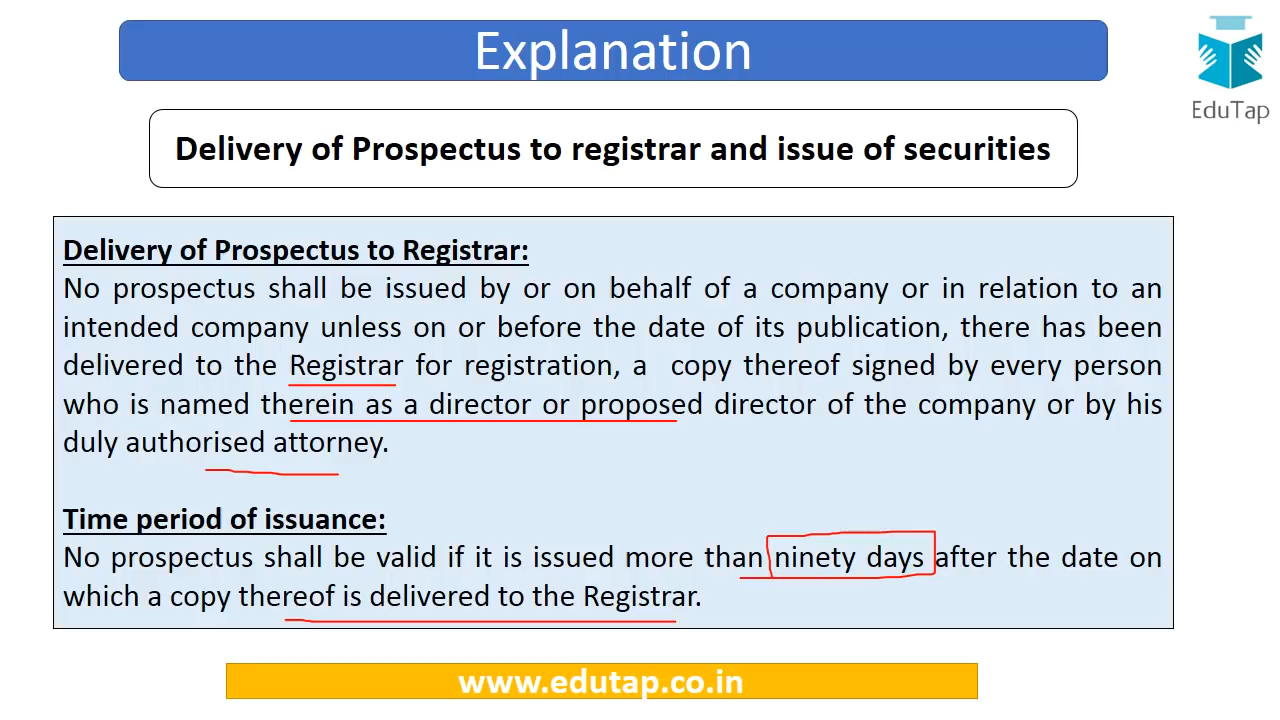 Explanation
EduTap
Delivery of Prospectus to registrar and issue of securities
Delivery of Prospectus to Registrar:
No prospectus shall be issued by or on behalf of a company or in relation to an
intended company unless on or before the date of its publication, there has been
delivered to the Registrar for registration, a copy thereof signed by every person
who is named therein as a director or proposed director of the company or by his
duly authorised attorney.
Time period of issuance:
No prospectus shall be valid if it is issued more than ninety days after the date on
which a copy thereof is delivered to the Registrar.
www.edutap.co.in